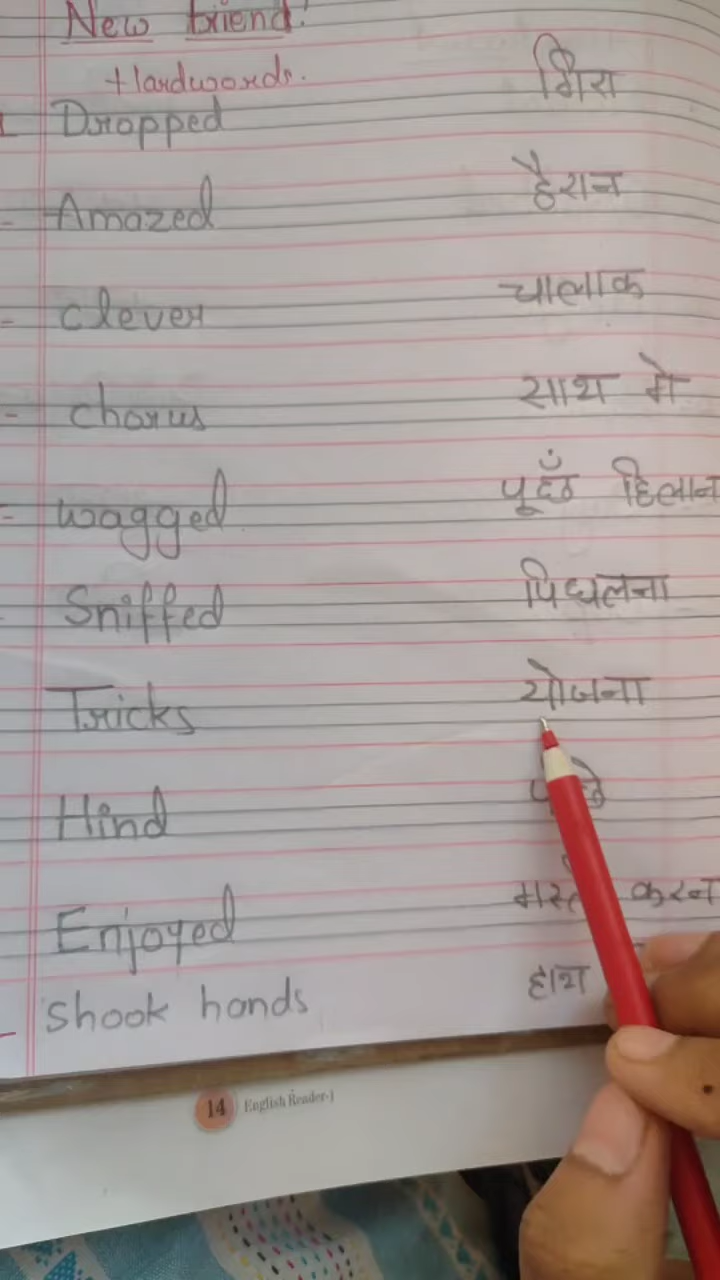 New friend!
Hardwords.
Dropped गिरा
Amazed हैरान
clever चालाक
chorus साथ मे
wagged पूदँठ हिलान
Sniffed पिघलना
Tricks योजना
Hind
Enjoyed करन
Shook hands हाथ
14 English Reader-1